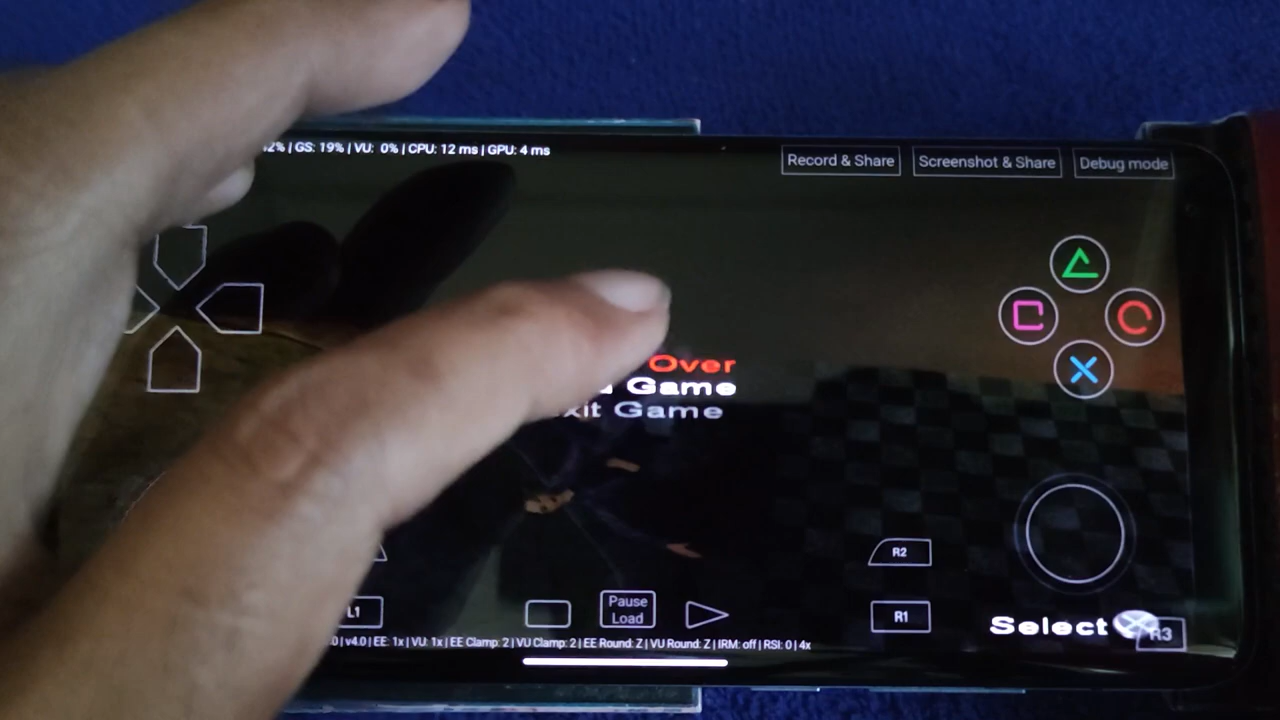 2% | GS: 19% | VU: 0% | CPU: 12 ms | GPU: 4 ms
Record & Share
Screenshot & Share
Debug mode
Over
Game
xit Game
R2
L1
Pause
Load
R1
Select
R3
.0 | v4.0 | EE: 1x | VU: 1x | EE Clamp: 2 | VU Clamp: 2 | EE Round: Z | VU Round: Z | IRM: off | RSI: 0 | 4x